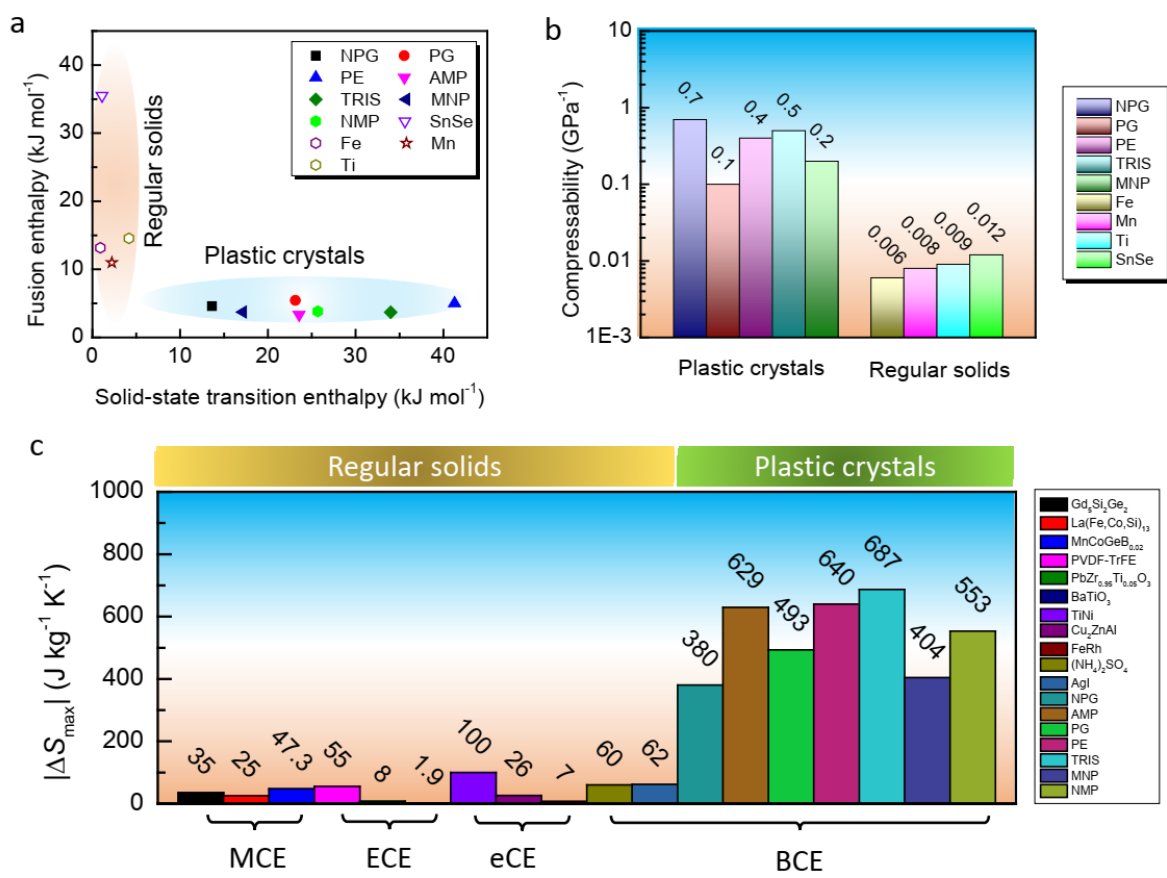 a
Fusion enthalpy (kJ mol⁻¹)
40
30
20
10
0
0 10 20 30 40
Solid-state transition enthalpy (kJ mol⁻¹)
Regular solids
Plastic crystals
NPG PG
PE AMP
TRIS MNP
NMP SnSe
Fe Mn
Ti
b
Compressability (GPa⁻¹)
10
1
0.1
0.01
1E-3
0.7
0.1
0.4
0.5
0.2
0.006
0.008
0.009
0.012
Plastic crystals Regular solids
NPG
PG
PE
TRIS
MNP
Fe
Mn
Ti
SnSe
c
Regular solids Plastic crystals
|ΔSₘₐₓ| (J kg⁻¹ K⁻¹)
1000
800
600
400
200
0
35
25
47.3
55
8
1.9
100
26
7
60
62
380
629
493
640
687
404
553
MCE ECE eCE BCE
Gd₅Si₂Ge₂
La(Fe,Co,Si)₁₃
MnCoGeB₀.₀₂
PVDF-TrFE
PbZr₀.₉₅Ti₀.₀₅O₃
BaTiO₃
TiNi
Cu₂ZnAl
FeRh
(NH₄)₂SO₄
AgI
NPG
AMP
PG
PE
TRIS
MNP
NMP